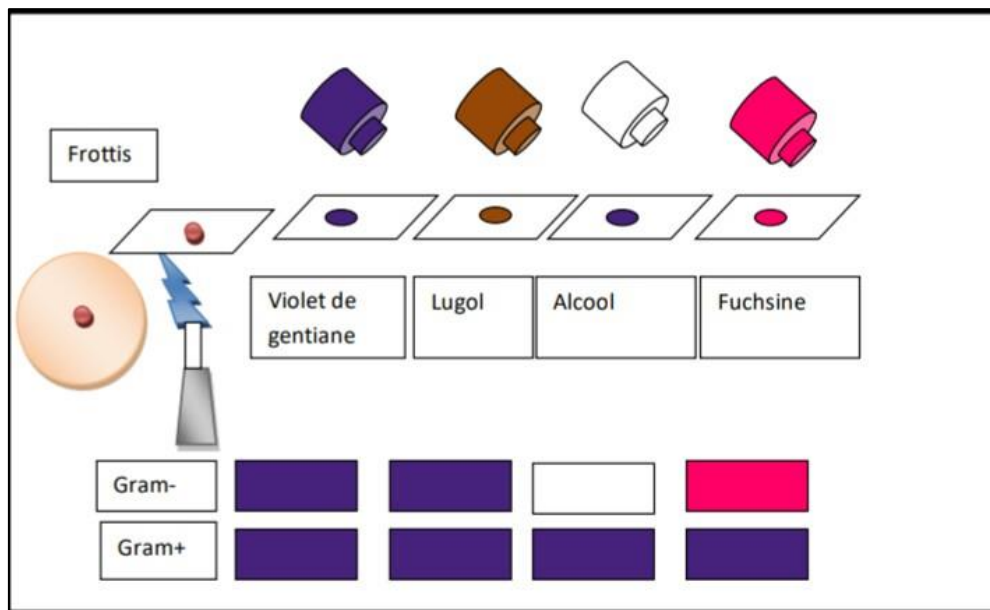 Frottis
Violet de
gentiane
Lugol
Alcool
Fuchsine
Gram-
Gram+